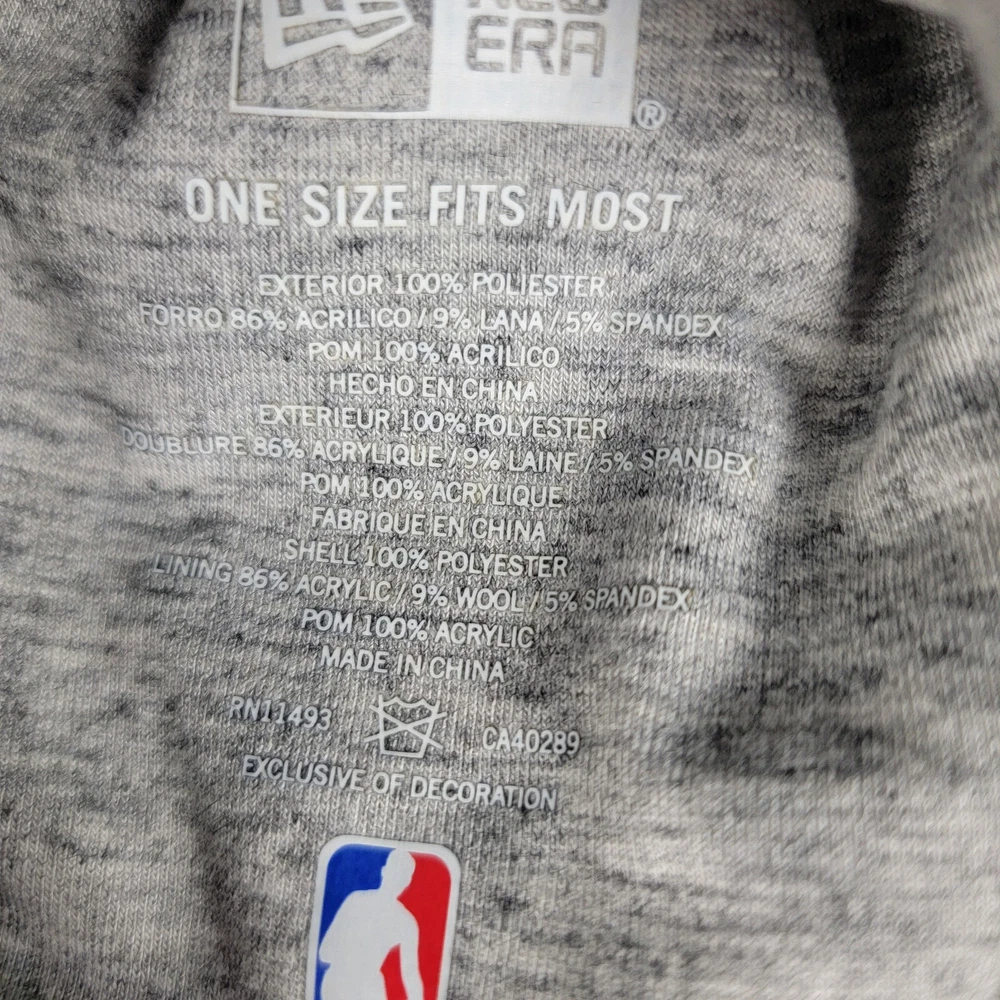 NEW
ERA
®
ONE SIZE FITS MOST
EXTERIOR 100% POLIESTER
FORRO 86% ACRILICO / 9% LANA / 5% SPANDEX
POM 100% ACRILICO
HECHO EN CHINA
EXTERIEUR 100% POLYESTER
DOUBLURE 86% ACRYLIQUE / 9% LAINE / 5% SPANDEX
POM 100% ACRYLIQUE
FABRIQUE EN CHINA
SHELL 100% POLYESTER
LINING 86% ACRYLIC / 9% WOOL / 5% SPANDEX
POM 100% ACRYLIC
MADE IN CHINA
RN11493 CA40289
EXCLUSIVE OF DECORATION